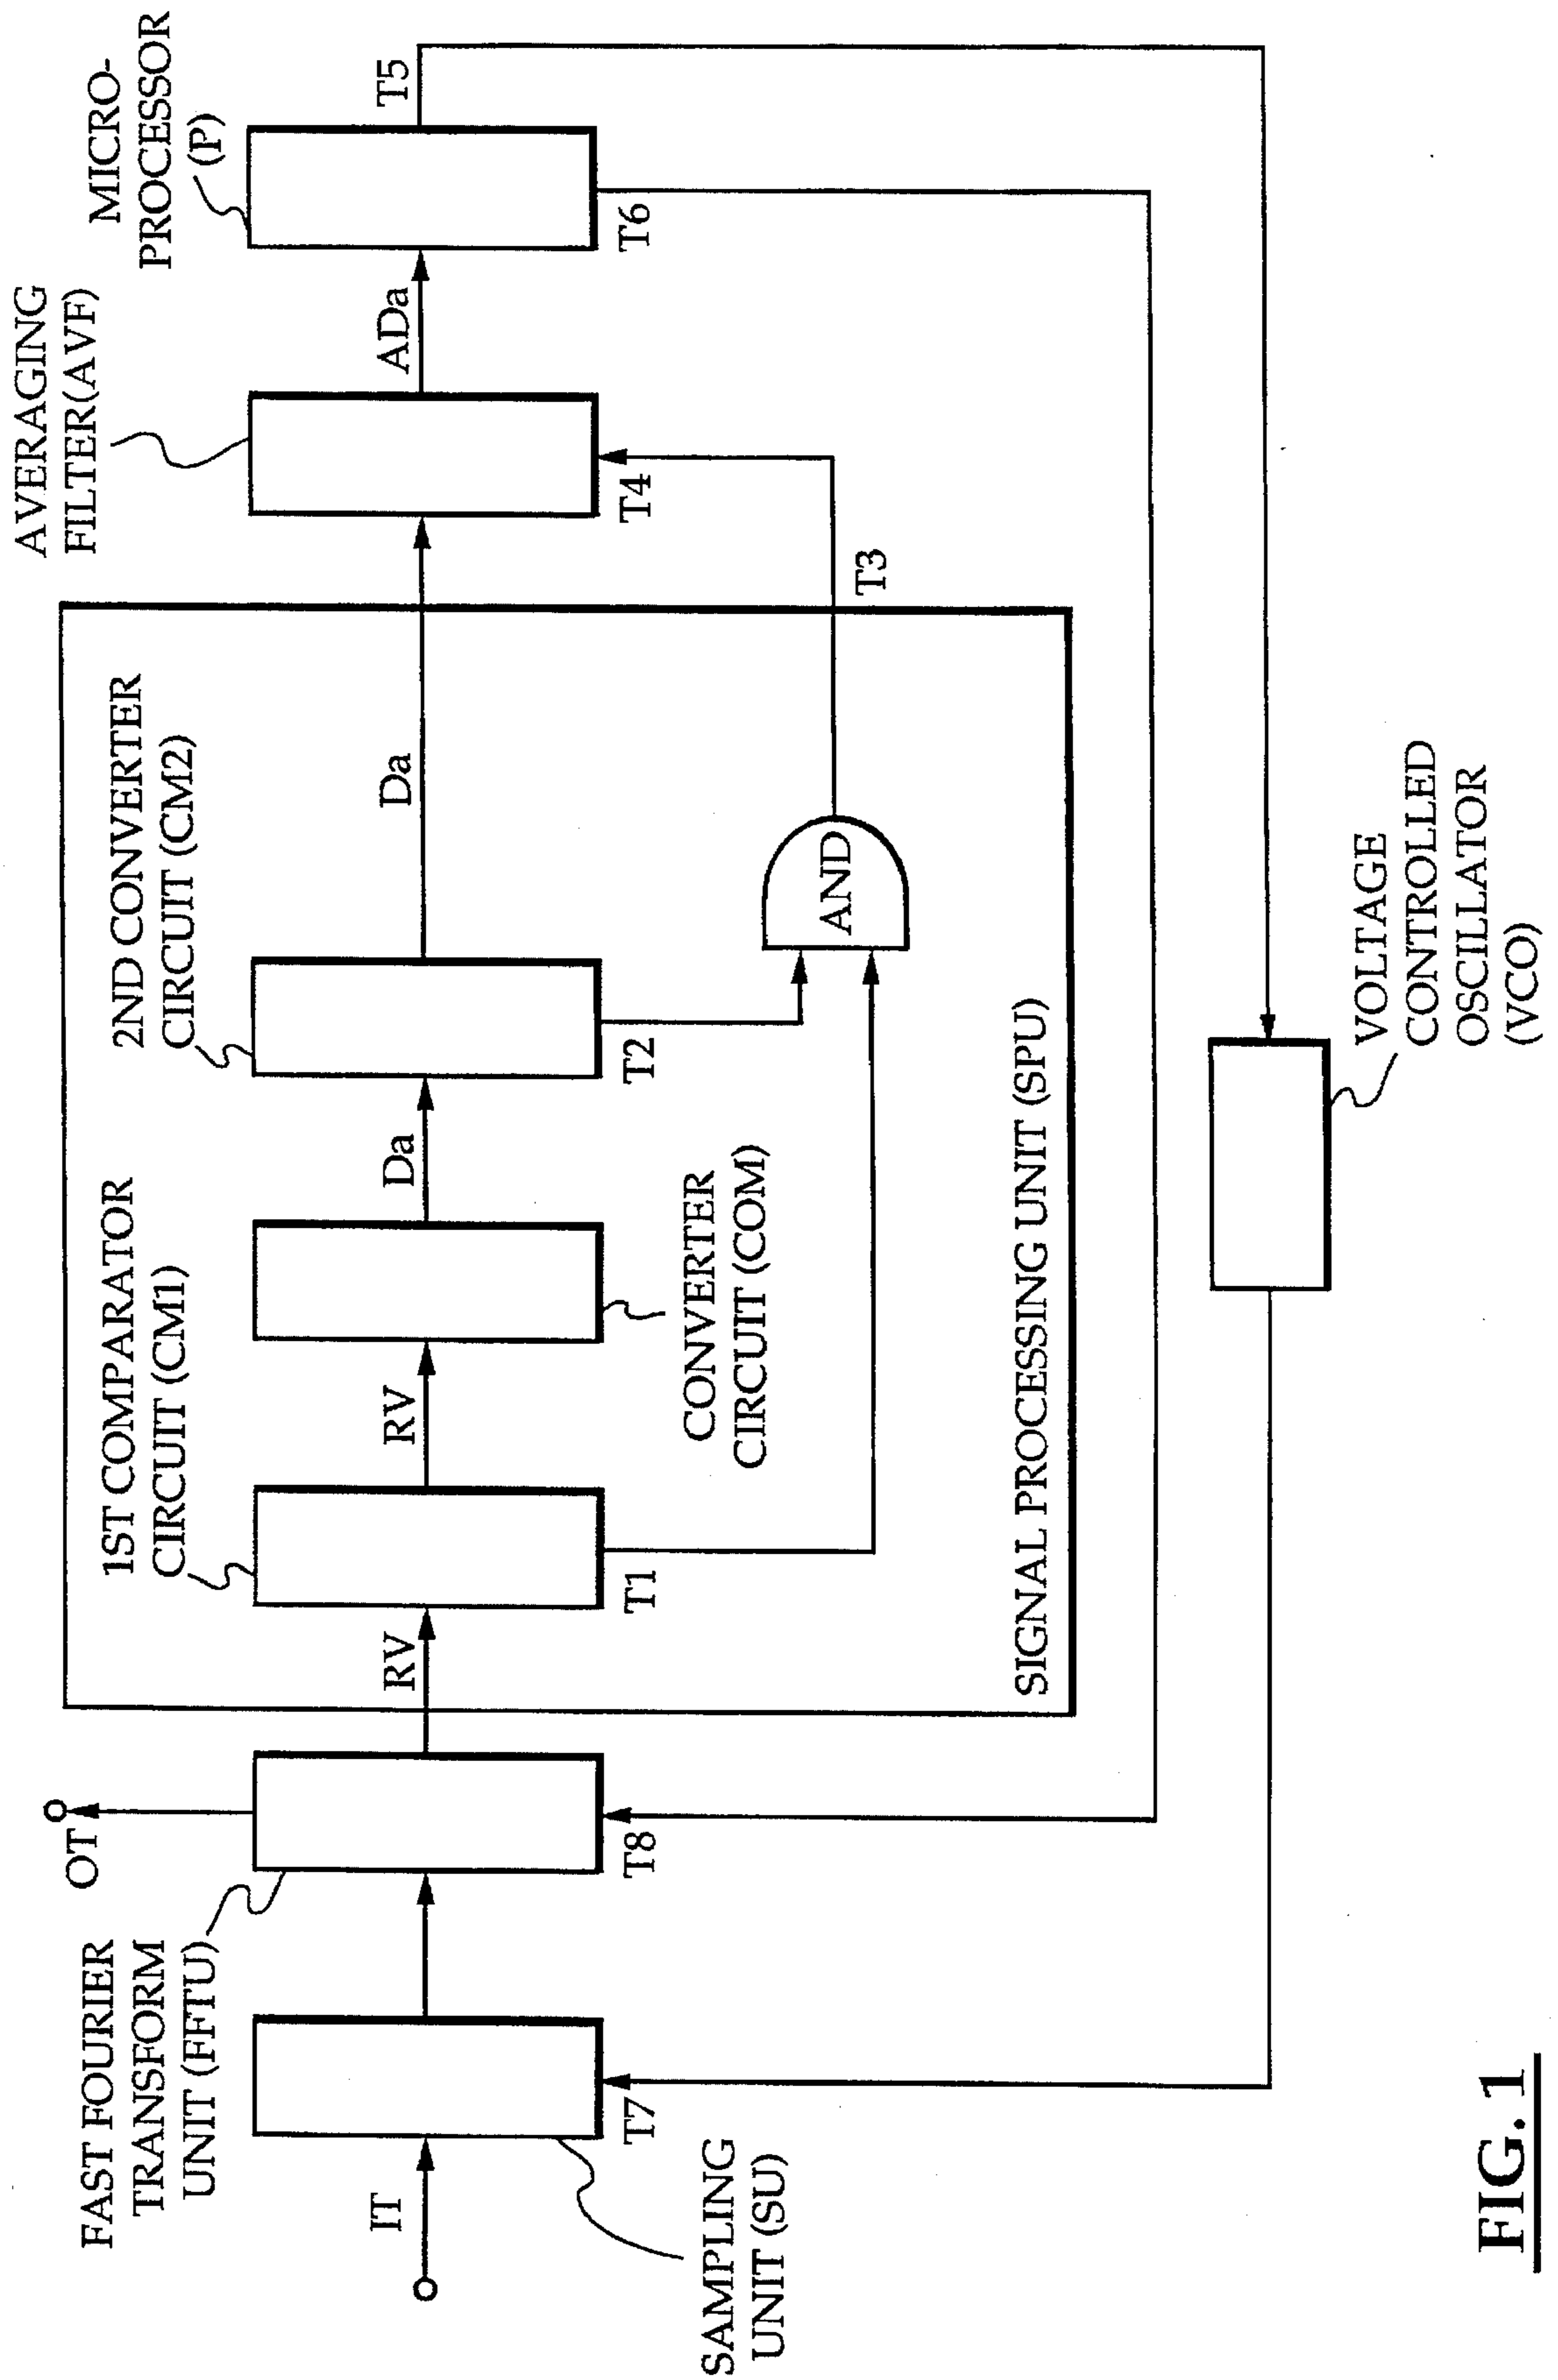 FAST FOURIER
TRANSFORM
UNIT (FFTU)
OT
1ST COMPARATOR
CIRCUIT (CM1)
2ND CONVERTER
CIRCUIT (CM2)
AVERAGING
FILTER(AVF)
MICRO-
PROCESSOR
(P)
IT
RV
RV
Da
Da
ADa
T5
T7
T8
T1
T2
T4
T6
SAMPLING
UNIT (SU)
CONVERTER
CIRCUIT (COM)
AND
T3
SIGNAL PROCESSING UNIT (SPU)
VOLTAGE
CONTROLLED
OSCILLATOR
(VCO)
FIG. 1